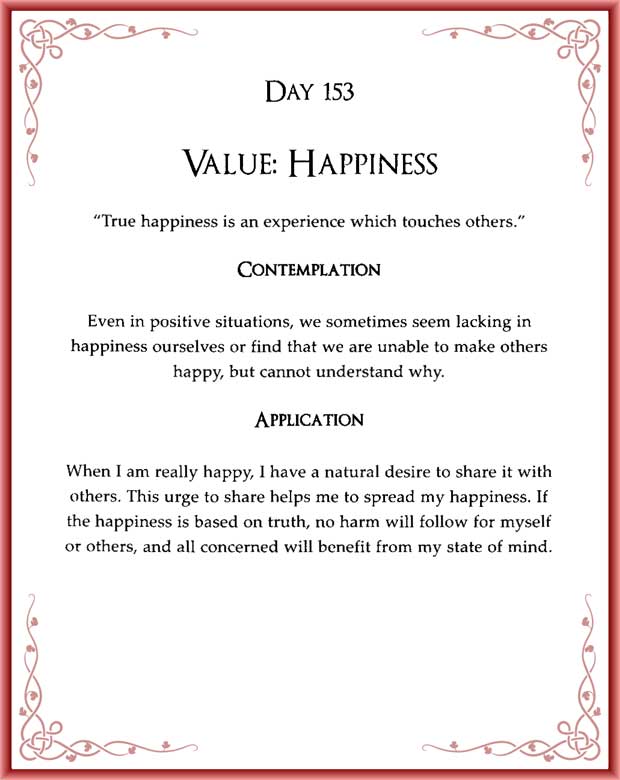 DAY 153
VALUE: HAPPINESS
“True happiness is an experience which touches others.”
CONTEMPLATION
Even in positive situations, we sometimes seem lacking in
happiness ourselves or find that we are unable to make others
happy, but cannot understand why.
APPLICATION
When I am really happy, I have a natural desire to share it with
others. This urge to share helps me to spread my happiness. If
the happiness is based on truth, no harm will follow for myself
or others, and all concerned will benefit from my state of mind.